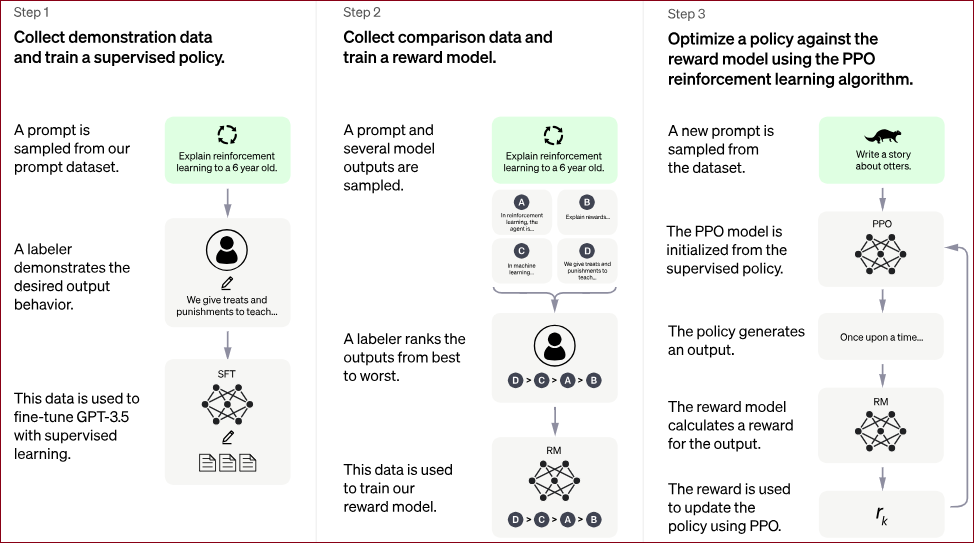 Step 1
Collect demonstration data
and train a supervised policy.
A prompt is
sampled from our
prompt dataset.
Explain reinforcement
learning to a 6 year old.
A labeler
demonstrates the
desired output
behavior.
We give treats and
punishments to teach...
This data is used to
fine-tune GPT-3.5
with supervised
learning.
SFT
Step 2
Collect comparison data and
train a reward model.
A prompt and
several model
outputs are
sampled.
Explain reinforcement
learning to a 6 year old.
A
In reinforcement
learning, the
agent is...
B
Explain rewards...
C
In machine
learning...
D
We give treats and
punishments to
teach...
A labeler ranks the
outputs from best
to worst.
D > C > A > B
This data is used
to train our
reward model.
RM
D > C > A > B
Step 3
Optimize a policy against the
reward model using the PPO
reinforcement learning algorithm.
A new prompt is
sampled from
the dataset.
Write a story
about otters.
The PPO model is
initialized from the
supervised policy.
PPO
The policy generates
an output.
Once upon a time...
The reward model
calculates a reward
for the output.
RM
The reward is used
to update the
policy using PPO.
rk